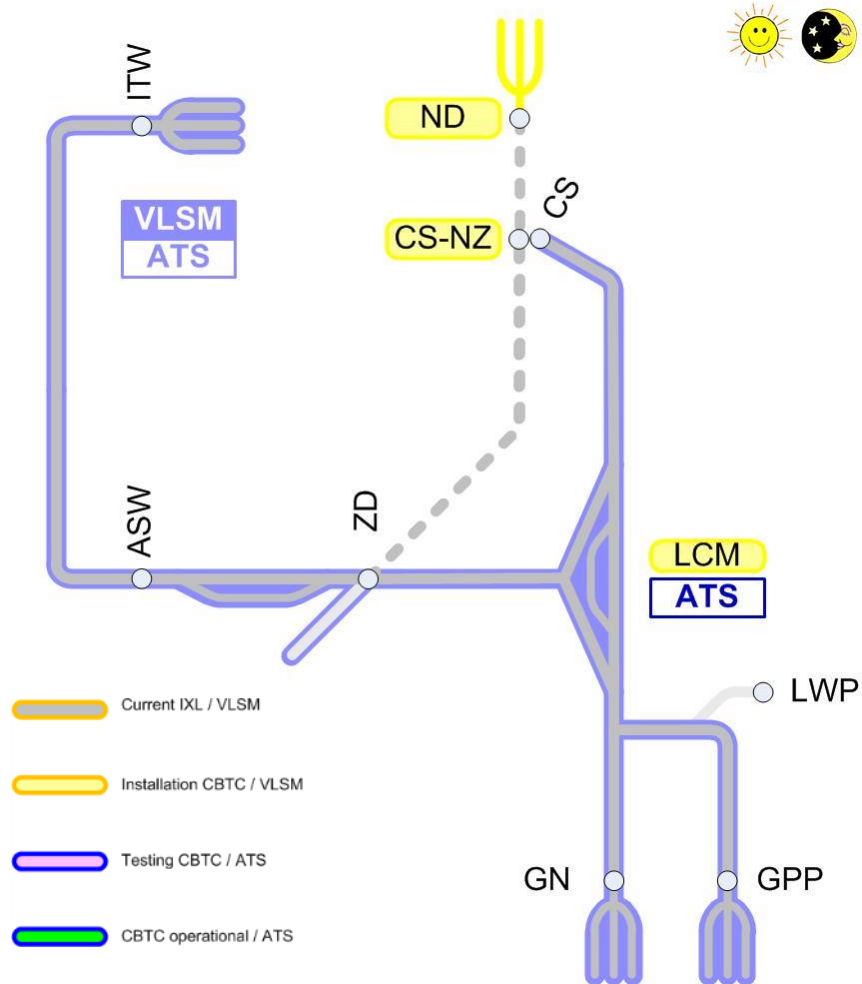 ITW
ND
CS
CS-NZ
VLSM
ATS
ASW
ZD
LCM
ATS
LWP
Current IXL / VLSM
Installation CBTC / VLSM
Testing CBTC / ATS
GN
GPP
CBTC operational / ATS